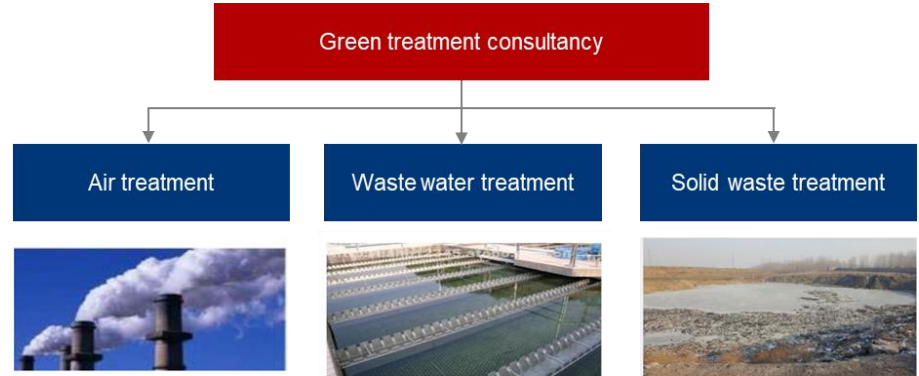 Green treatment consultancy
Air treatment
Waste water treatment
Solid waste treatment